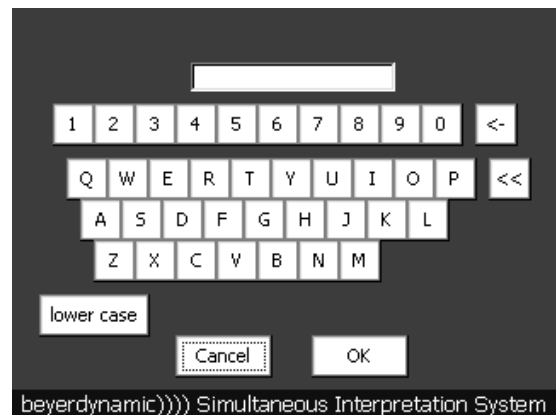 1 2 3 4 5 6 7 8 9 0 <-
Q W E R T Y U I O P <<
A S D F G H J K L
Z X C V B N M
lower case
Cancel OK
beyerdynamic)))) Simultaneous Interpretation System